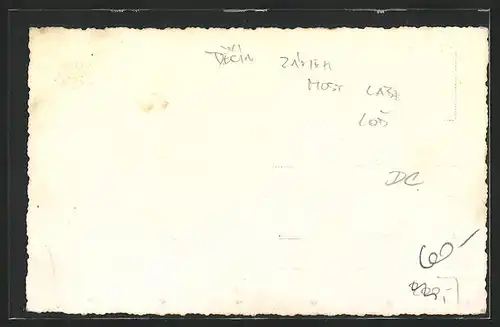 DĚČÍN ZÁMEK
MOST LABE
LOĎ
DC
60-